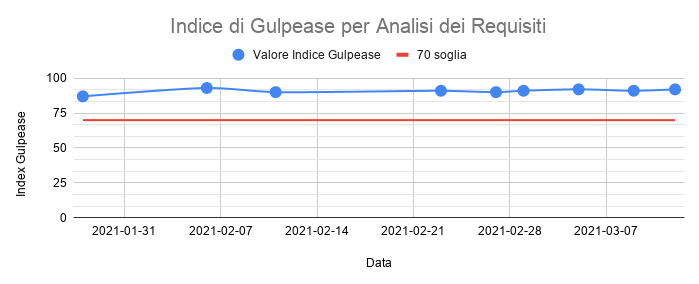 Indice di Gulpease per Analisi dei Requisiti
Valore Indice Gulpease 70 soglia
100
75
50
25
0
Index Gulpease
2021-01-31 2021-02-07 2021-02-14 2021-02-21 2021-02-28 2021-03-07
Data